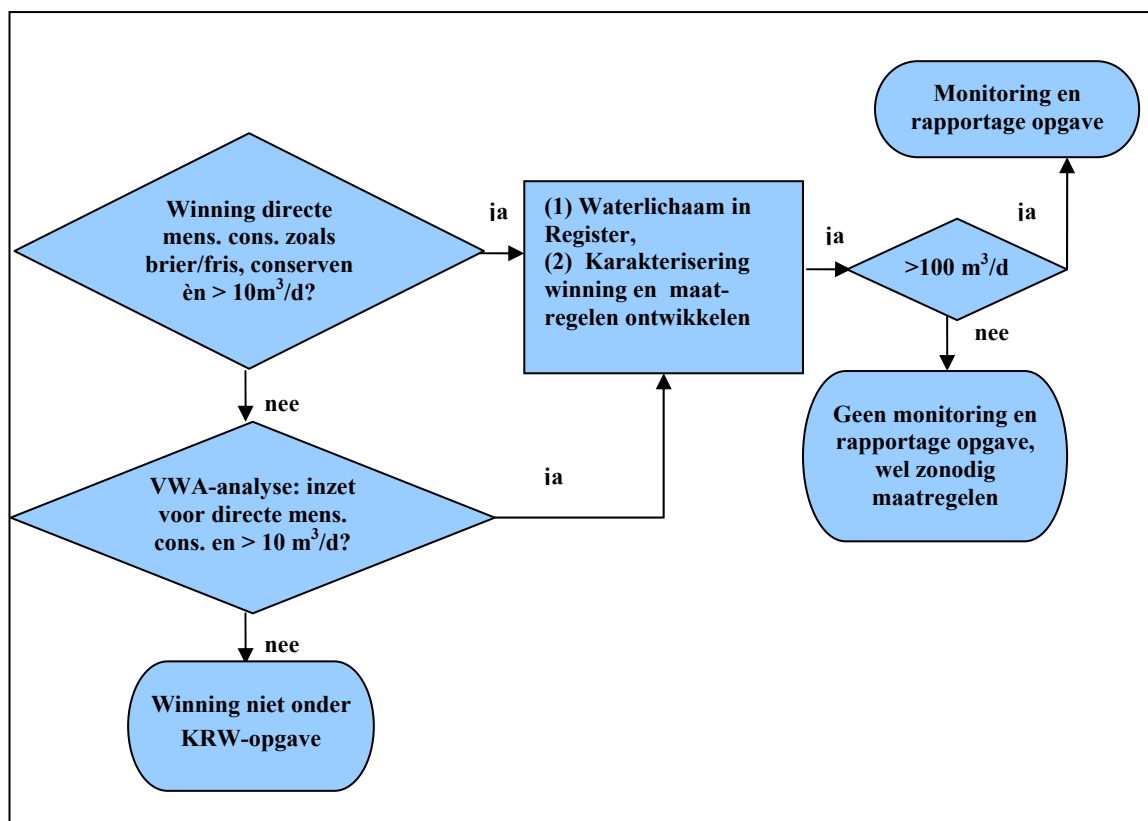 Monitoring en
rapportage opgave
Winning directe
mens. cons. zoals
brier/fris, conserven
èn > 10m³/d?
ja
(1) Waterlichaam in
Register,
(2) Karakterisering
winning en maat-
regelen ontwikkelen
ja
>100 m³/d
ja
nee
Geen monitoring en
rapportage opgave,
wel zonodig
maatregelen
nee
VWA-analyse: inzet
voor directe mens.
cons. en > 10 m³/d?
ja
nee
Winning niet onder
KRW-opgave